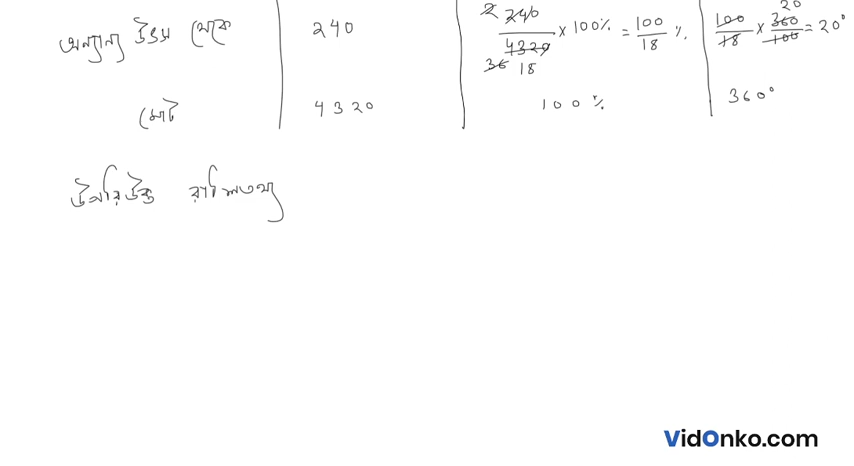 অন্যান্য উৎস থেকে 240 2 240/4320 × 100% = 100/18 % 100/18 × 360/100 = 20°
36 18 20
মোট 4320 100% 360°
উপরিউক্ত রাশিতথ্য
VidOnko.com